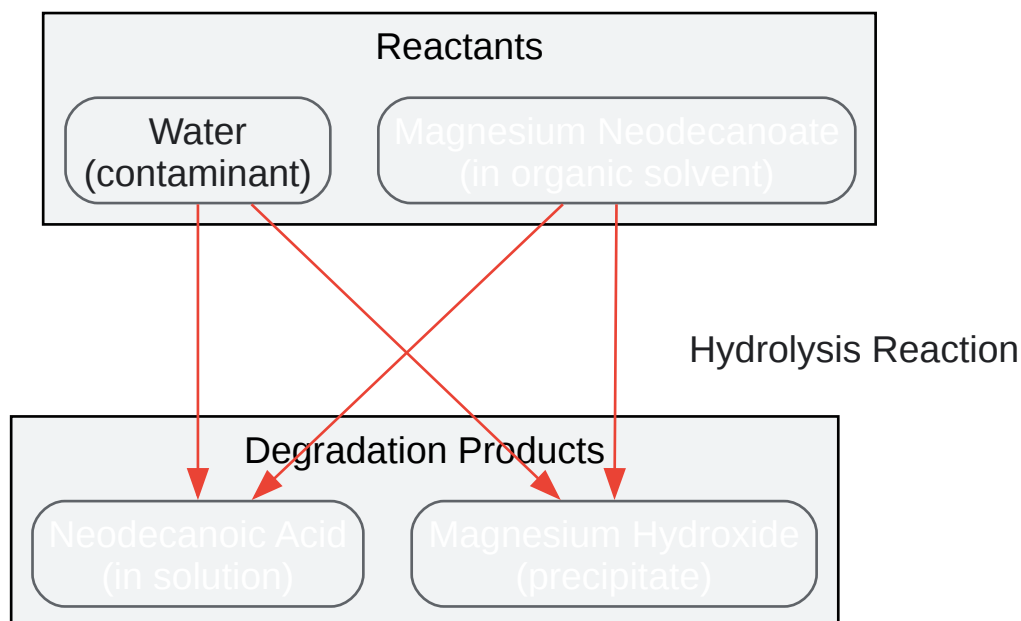 Reactants
Water
(contaminant)
Magnesium Neodecanoate
(in organic solvent)
Hydrolysis Reaction
Degradation Products
Neodecanoic Acid
(in solution)
Magnesium Hydroxide
(precipitate)